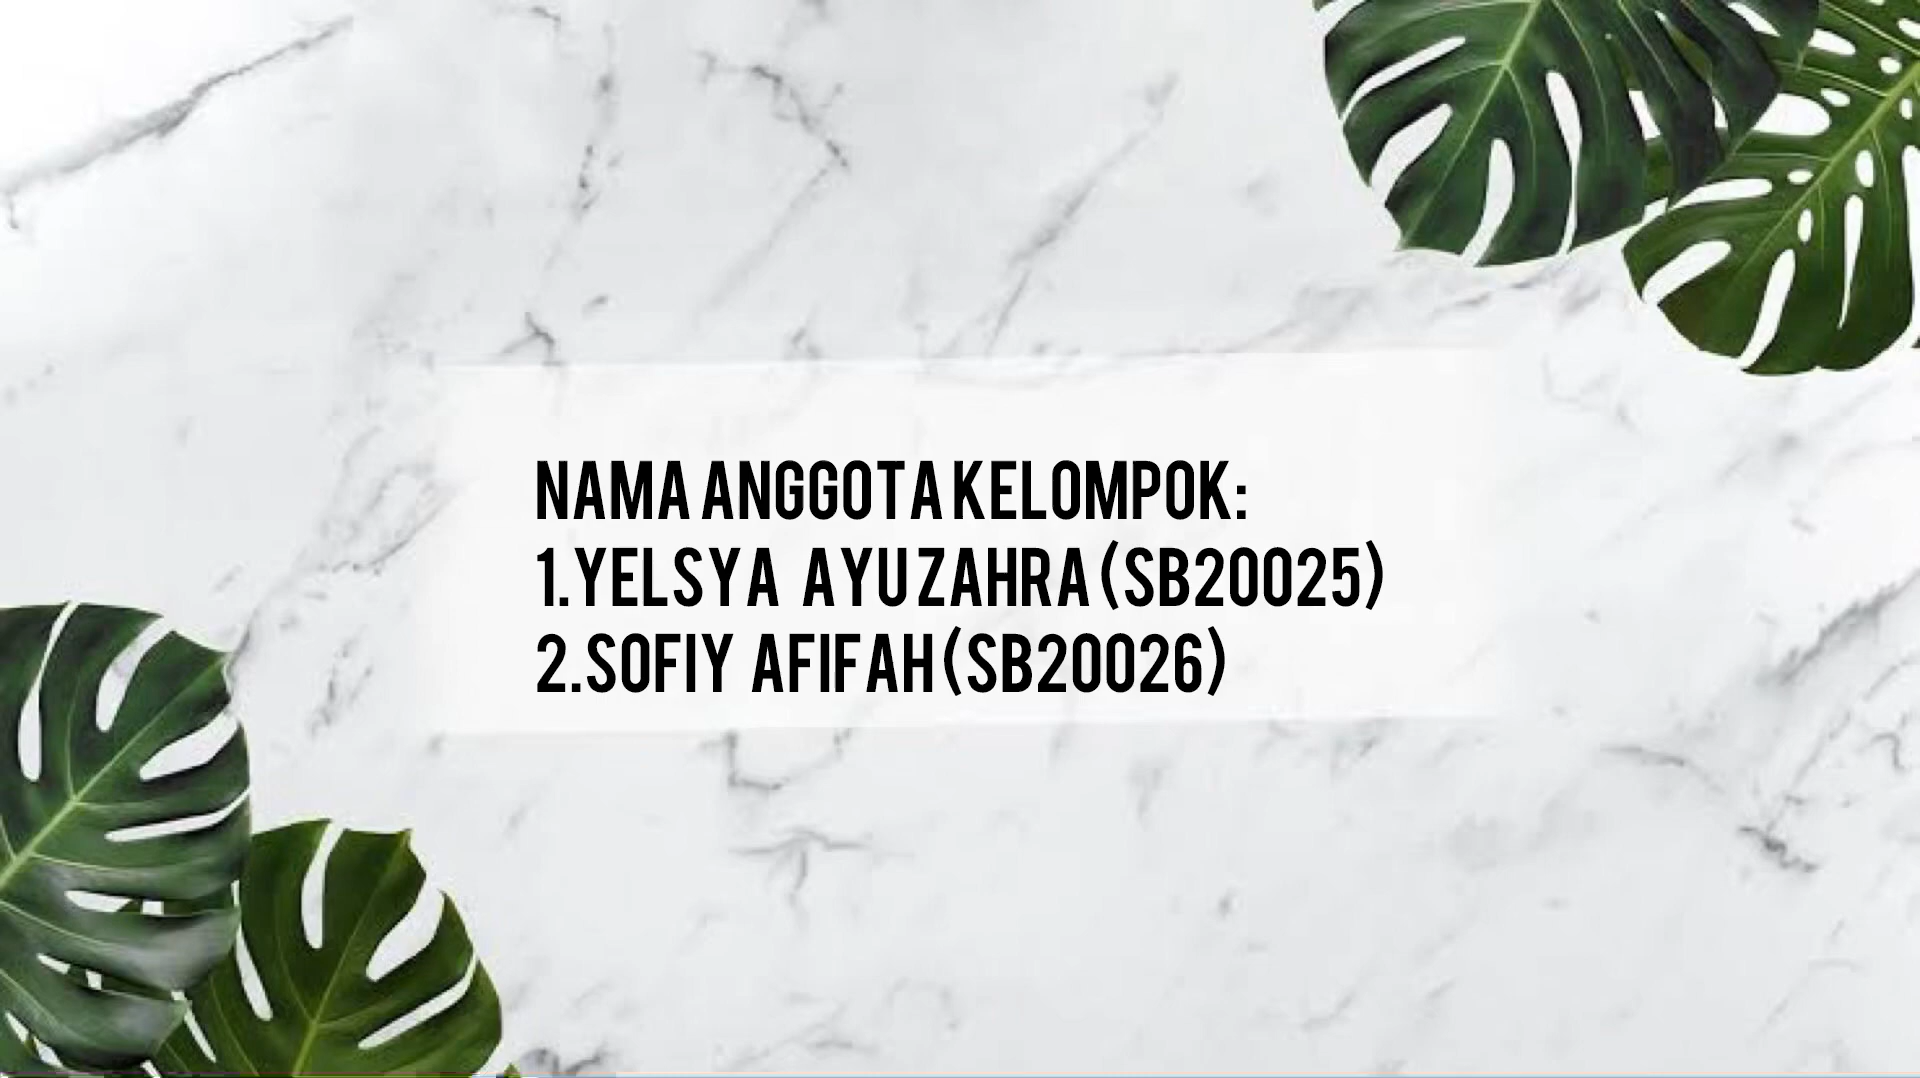 NAMA ANGGOTA KELOMPOK:
1.YELSYA AYU ZAHRA (SB20025)
2.SOFIY AFIFAH (SB20026)